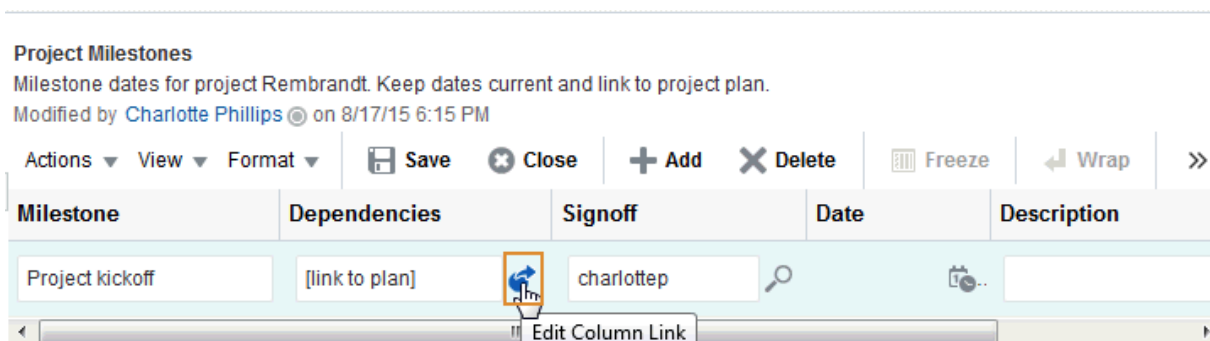 Project Milestones
Milestone dates for project Rembrandt. Keep dates current and link to project plan.
Modified by Charlotte Phillips on 8/17/15 6:15 PM
Actions View Format Save Close Add Delete Freeze Wrap »
Milestone Dependencies Signoff Date Description
Project kickoff [link to plan] charlottep ..
Edit Column Link